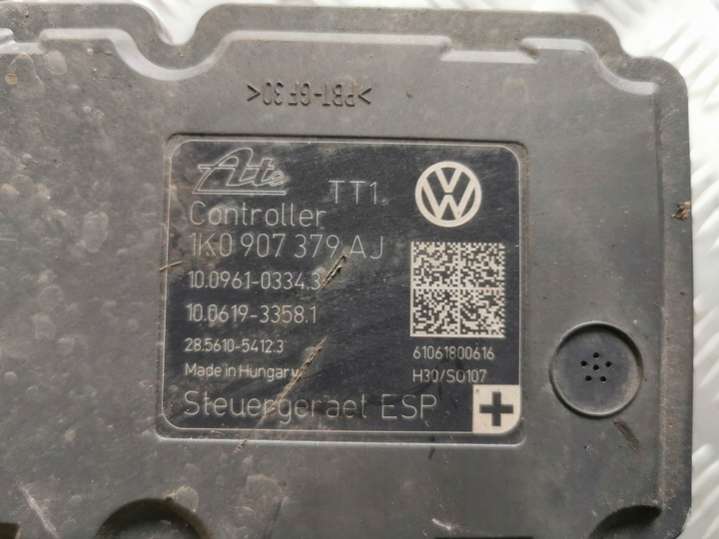 >PBT-GF30<
Ate TT1.
Controller
1K0 907 379 AJ
10.0961-0334.3
10.0619-3358.1
28.5610-5412.3
Made in Hungary
Steuergeraet ESP
61061800616
H30/SO107